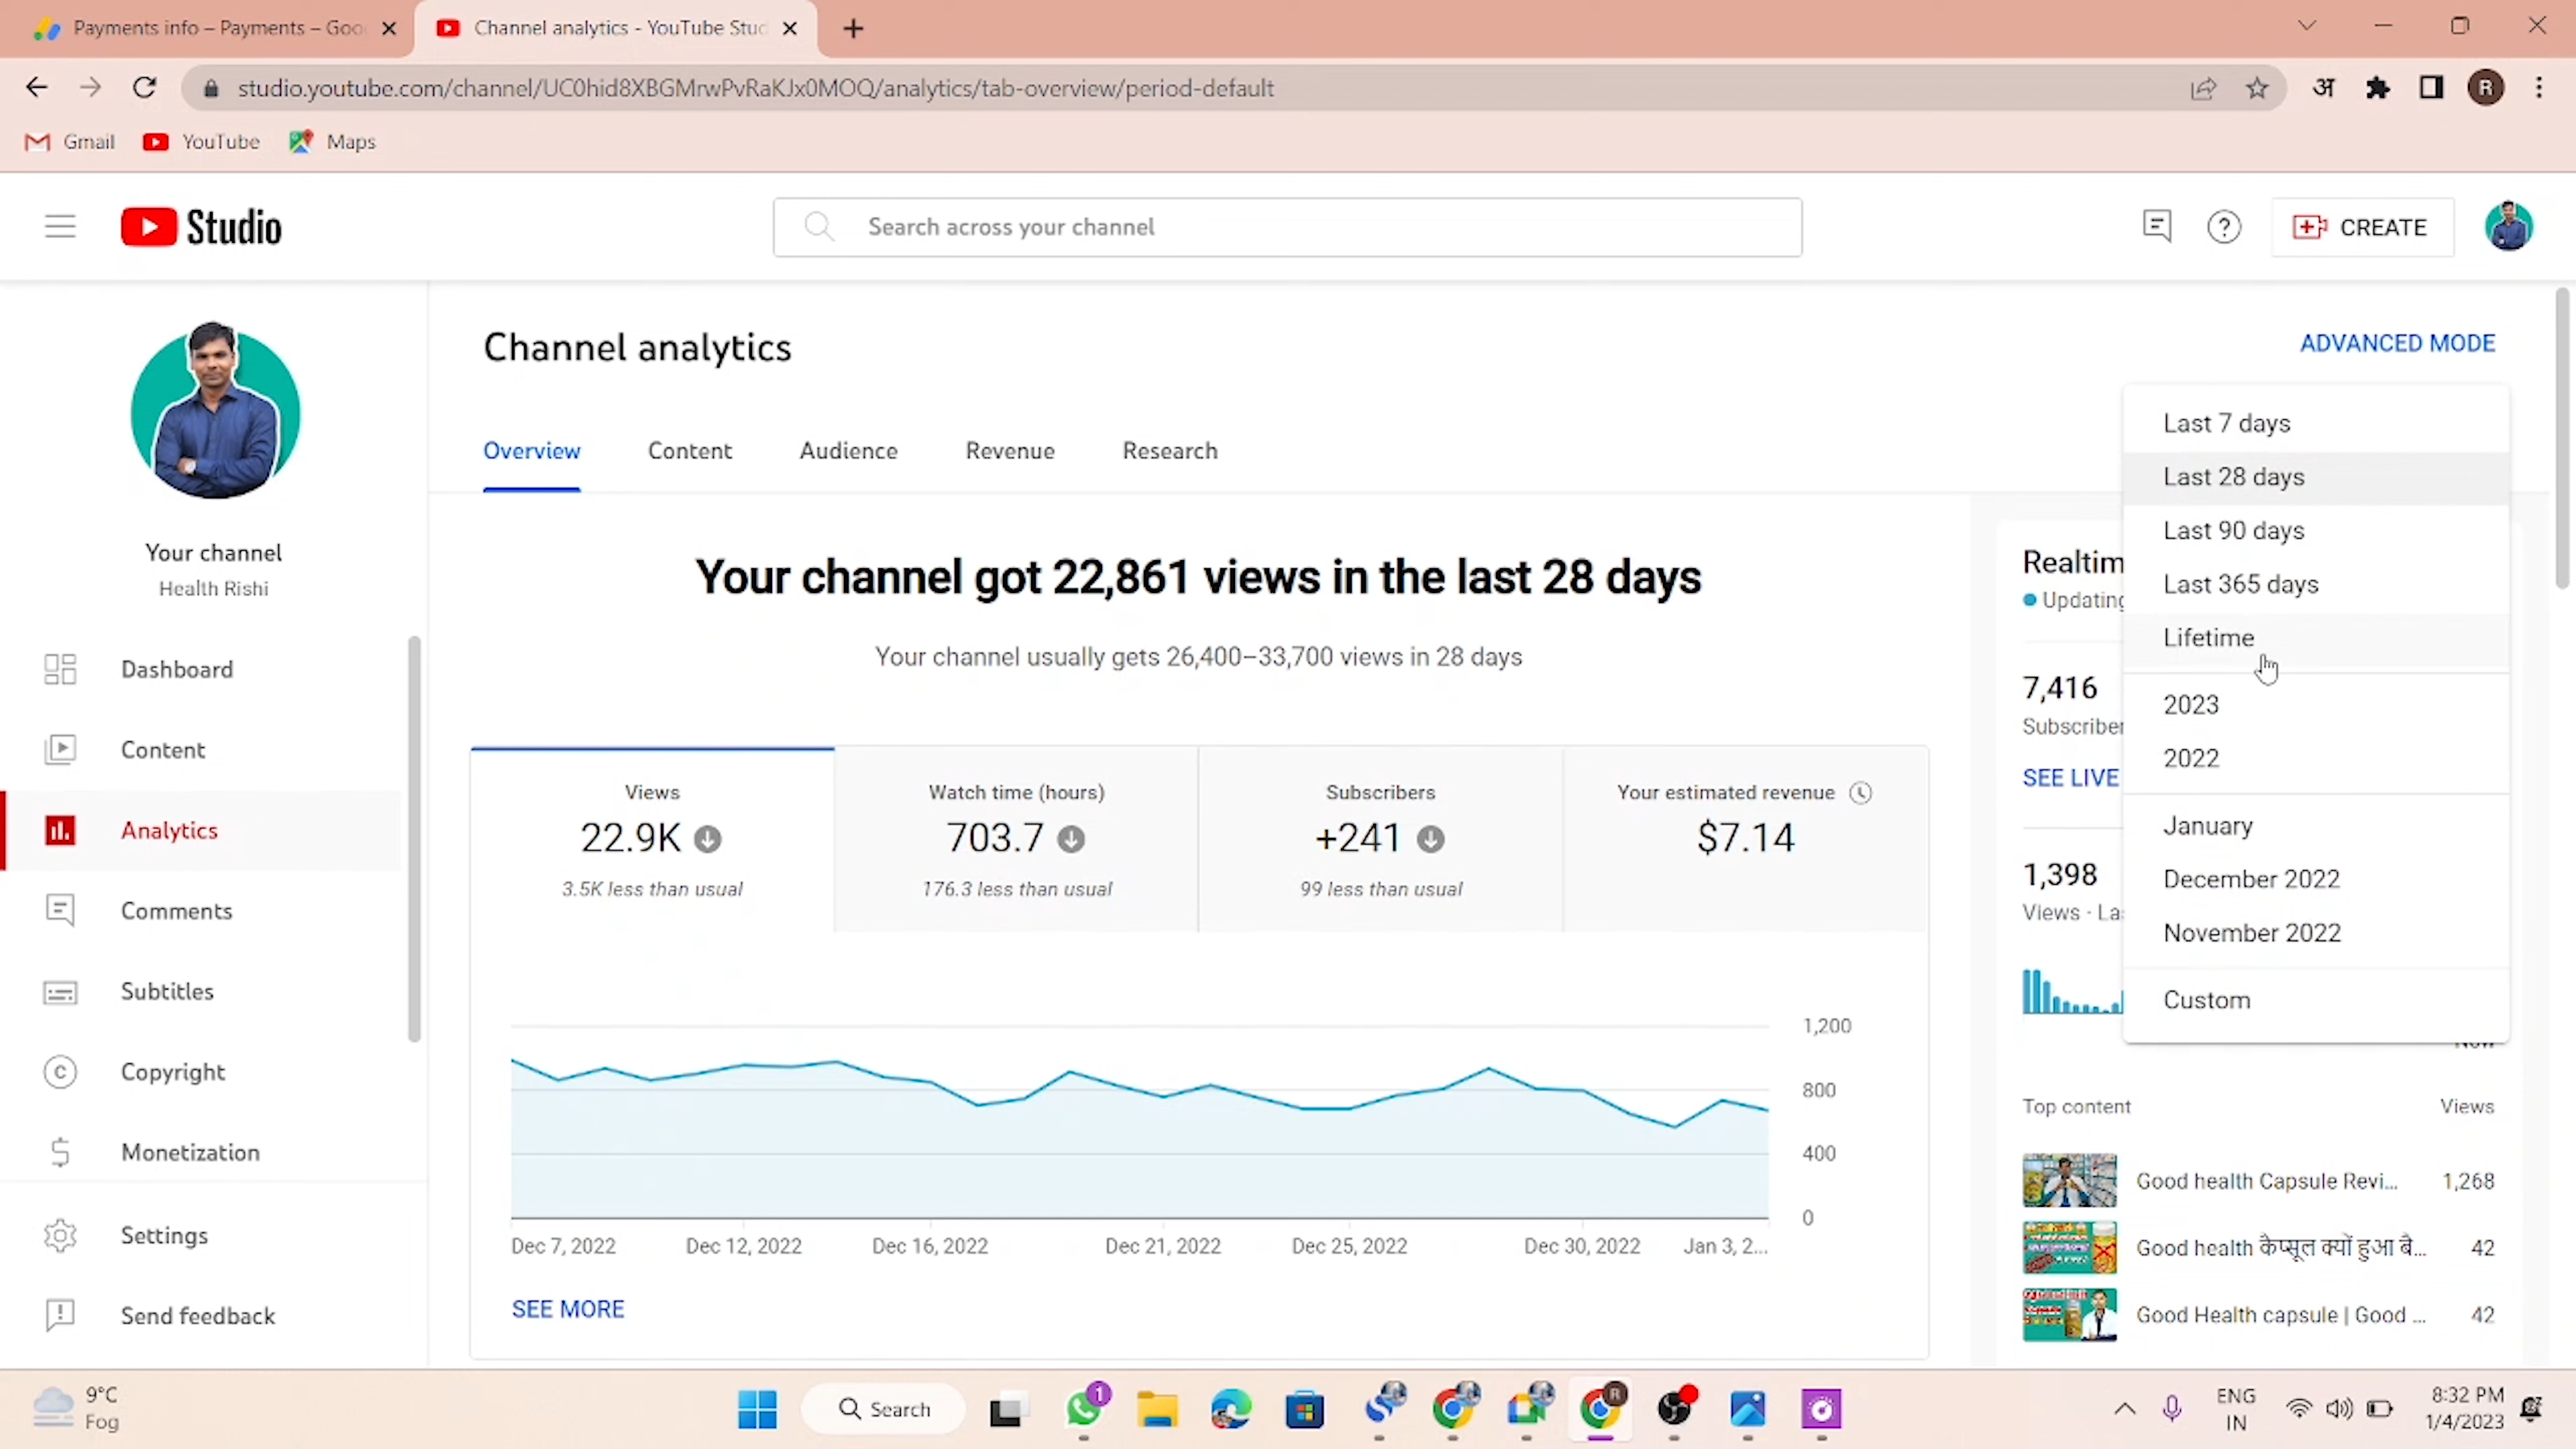 Payments info – Payments – Goo
Channel analytics - YouTube Stud
studio.youtube.com/channel/UC0hid8XBGMrwPvRaKJx0MOQ/analytics/tab-overview/period-default
अ
R
Gmail
YouTube
Maps
Studio
Search across your channel
CREATE
Your channel
Health Rishi
Dashboard
Content
Analytics
Comments
Subtitles
Copyright
Monetization
Settings
Send feedback
Channel analytics
ADVANCED MODE
Overview
Content
Audience
Revenue
Research
Your channel got 22,861 views in the last 28 days
Your channel usually gets 26,400–33,700 views in 28 days
Views
22.9K
3.5K less than usual
Watch time (hours)
703.7
176.3 less than usual
Subscribers
+241
99 less than usual
Your estimated revenue
$7.14
1,200
800
400
0
Dec 7, 2022
Dec 12, 2022
Dec 16, 2022
Dec 21, 2022
Dec 25, 2022
Dec 30, 2022
Jan 3, 2...
SEE MORE
Last 7 days
Last 28 days
Last 90 days
Last 365 days
Lifetime
2023
2022
January
December 2022
November 2022
Custom
Realtim
Updating
7,416
Subscriber
SEE LIVE
1,398
Views · La
Now
Top content
Views
Good health Capsule Revi...
1,268
Good health कैप्सूल क्यों हुआ बै...
42
Good Health capsule | Good ...
42
9°C
Fog
Search
1
R
ENG
IN
8:32 PM
1/4/2023